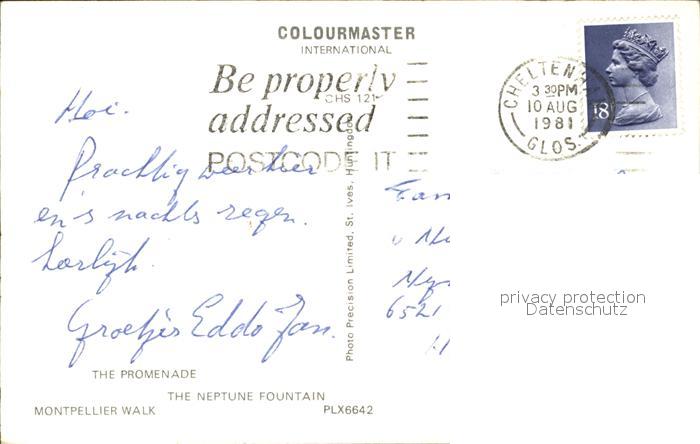 COLOURMASTER
INTERNATIONAL
Be properly
CHS 121
addressed
POSTCODE IT
CHELTENHAM
3 30PM
10 AUG
1981
GLOS.
18
Hoi.
Prachtig weer hier
en 's nachts regen.
heerlijk.
Groetjes Eddo Jan.
Fam
v
6521
Photo Precision Limited, St. Ives, Huntingdon
privacy protection
Datenschutz
THE PROMENADE
THE NEPTUNE FOUNTAIN
MONTPELLIER WALK
PLX6642